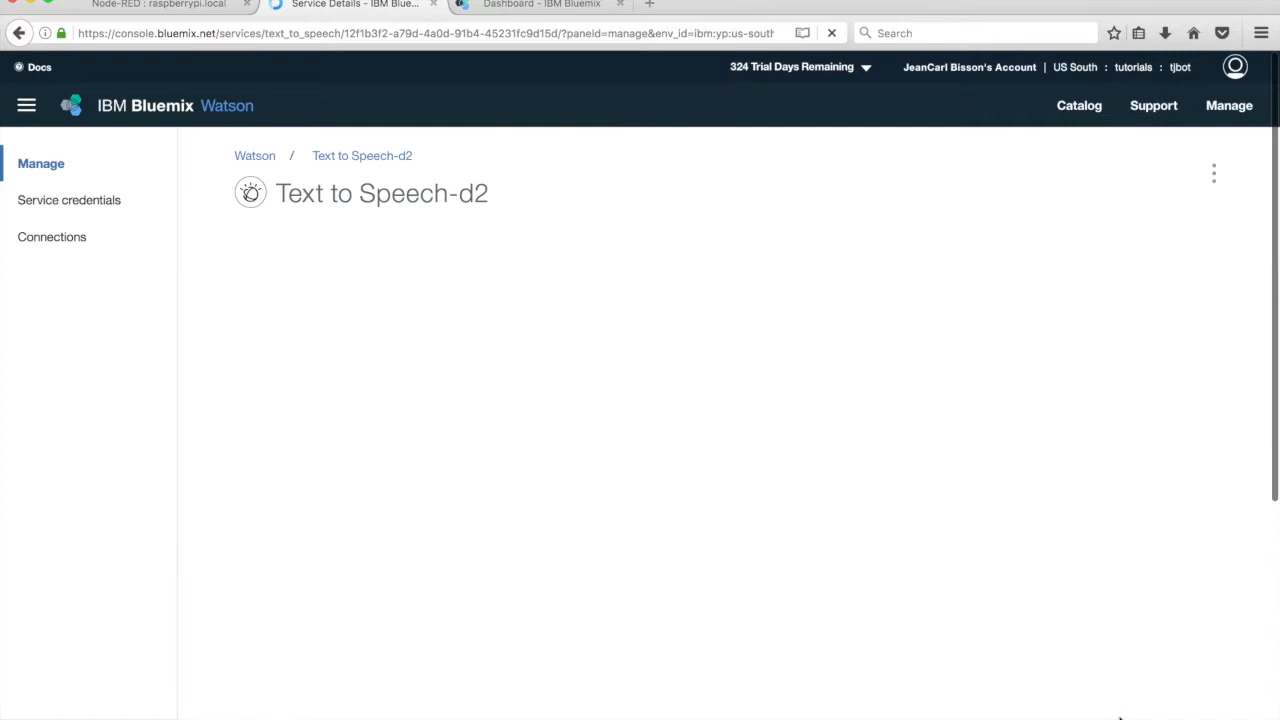 Node-RED : raspberrypi.local
Service Details - IBM Blue...
Dashboard - IBM Bluemix
https://console.bluemix.net/services/text_to_speech/12f1b3f2-a79d-4a0d-91b4-45231fc9d15d/?paneId=manage&env_id=ibm:yp:us-south
Search
Docs
324 Trial Days Remaining
JeanCarl Bisson's Account | US South : tutorials : tjbot
IBM Bluemix Watson
Catalog
Support
Manage
Manage
Service credentials
Connections
Watson / Text to Speech-d2
Text to Speech-d2